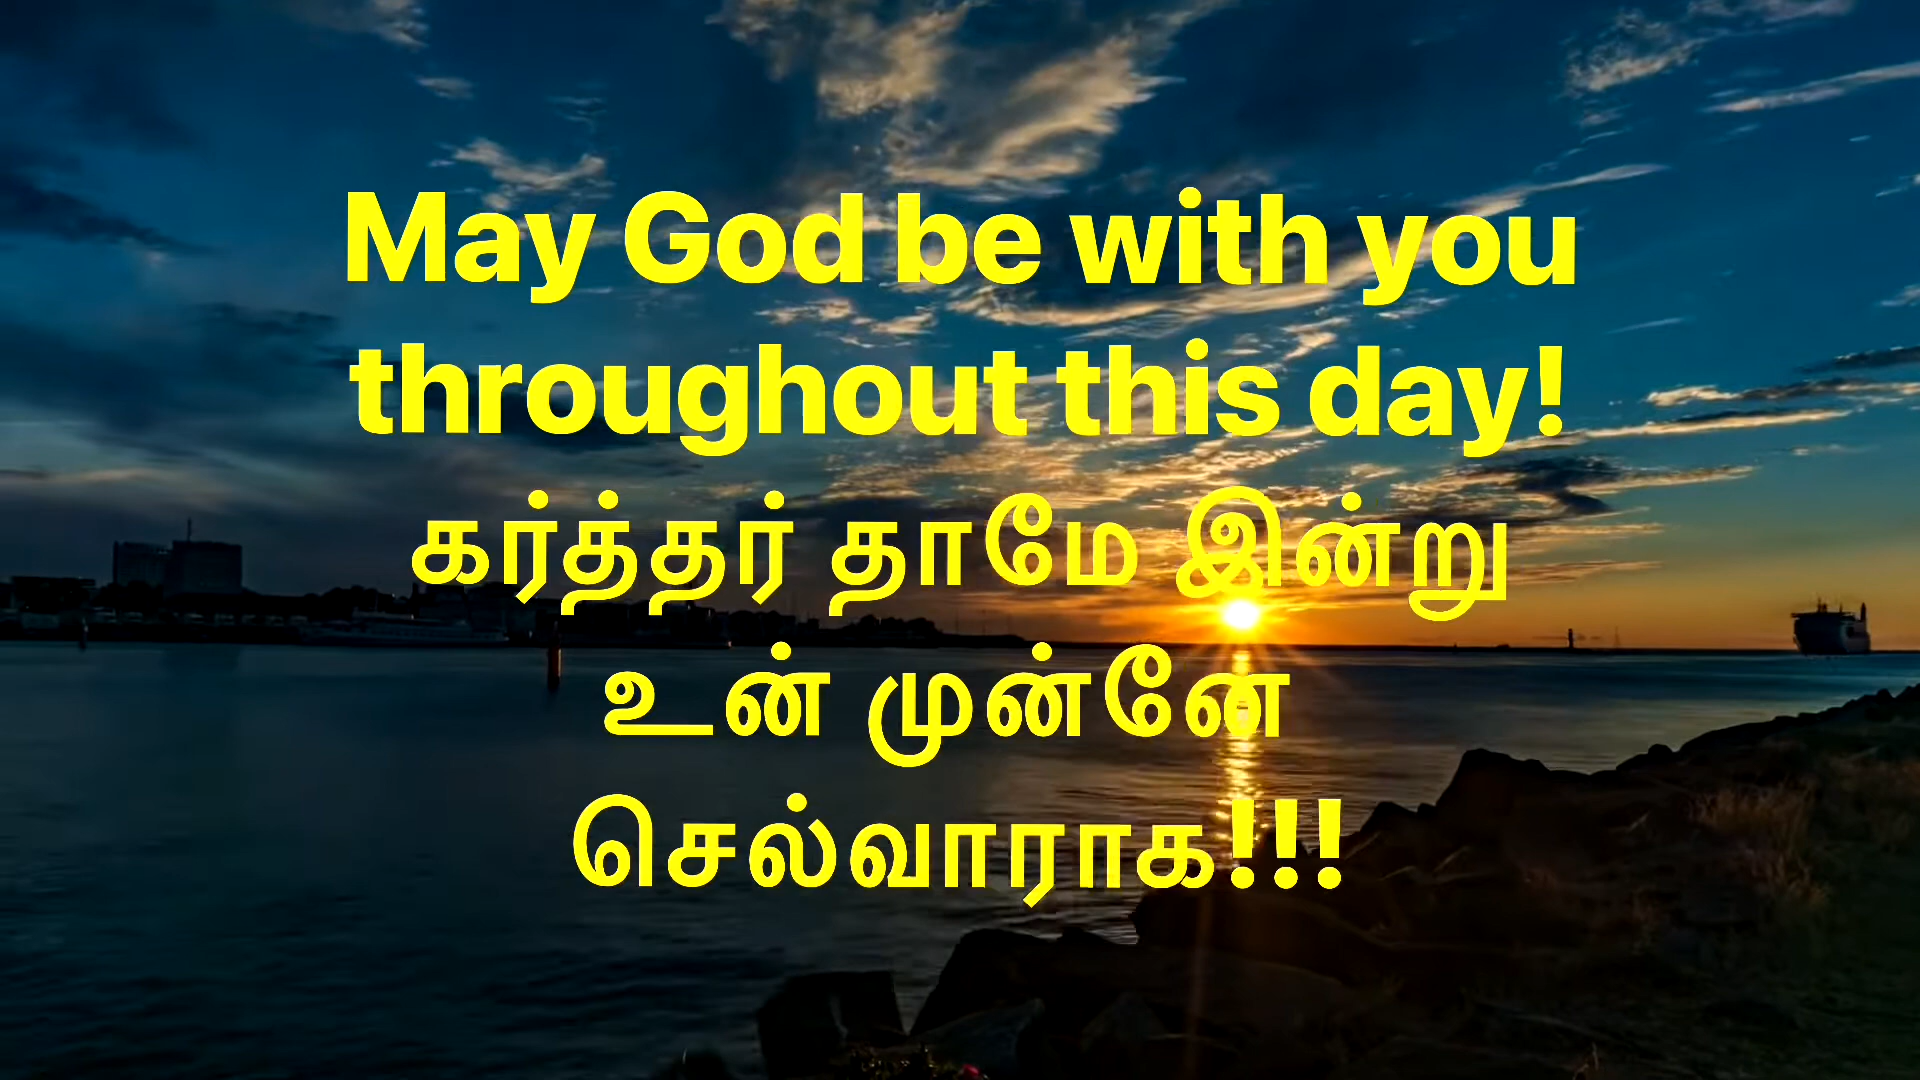 May God be with you
throughout this day!
கர்த்தர் தாமே இன்று
உன் முன்னே
செல்வாராக!!!